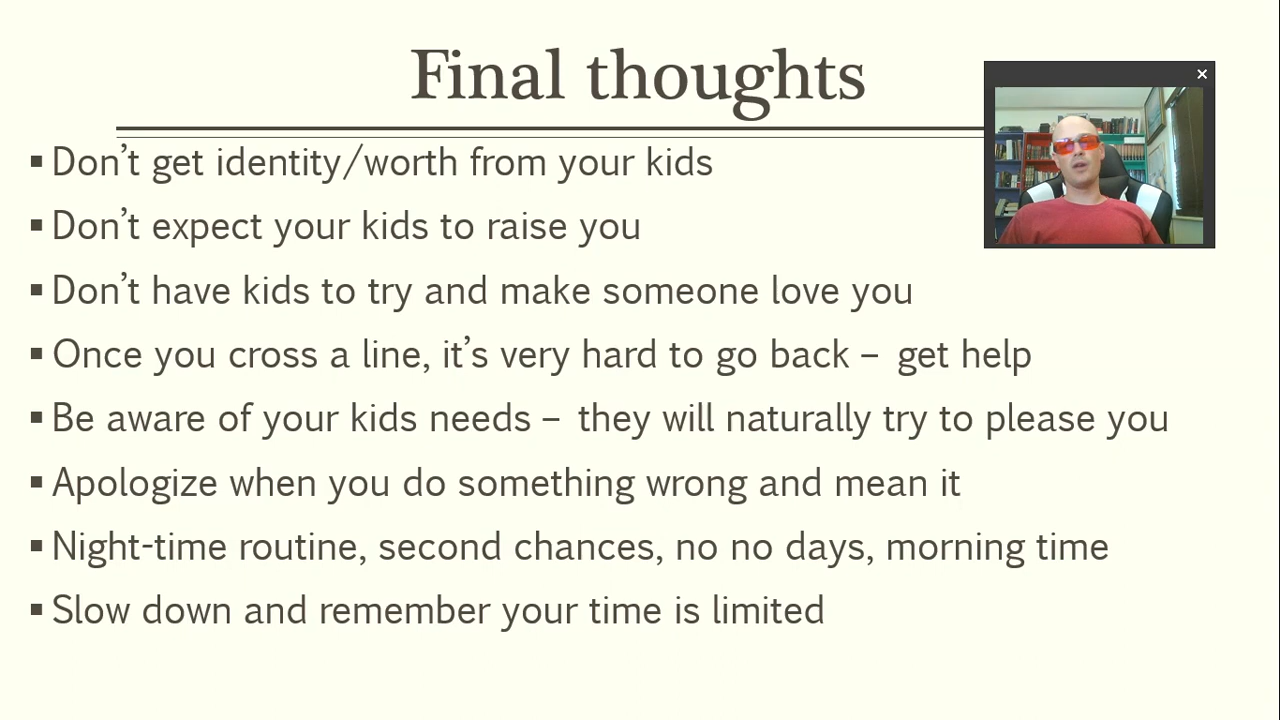 Final thoughts
▪ Don’t get identity/worth from your kids
▪ Don’t expect your kids to raise you
▪ Don’t have kids to try and make someone love you
▪ Once you cross a line, it’s very hard to go back – get help
▪ Be aware of your kids needs – they will naturally try to please you
▪ Apologize when you do something wrong and mean it
▪ Night-time routine, second chances, no no days, morning time
▪ Slow down and remember your time is limited